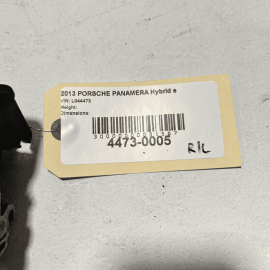 2013 PORSCHE PANAMERA Hybrid e
VIN: L044473
Weight:
Dimensions:
4473-0005
R/L